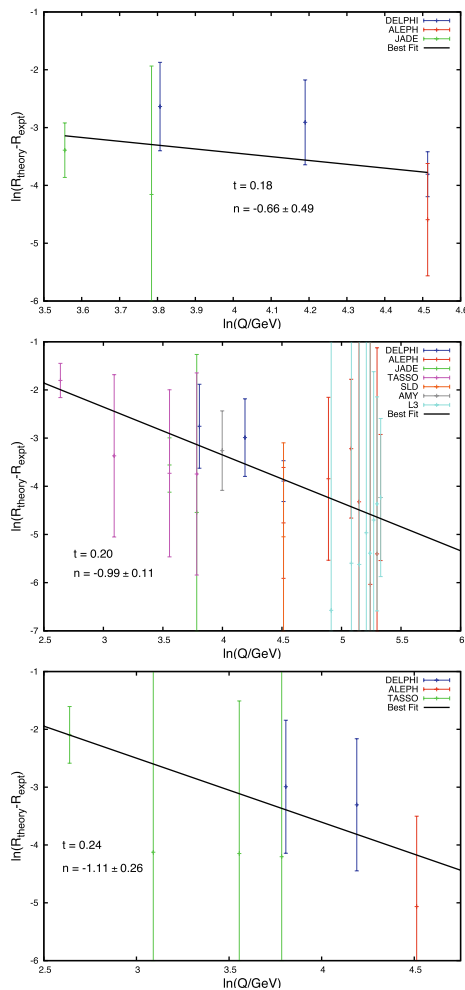 -1
DELPHI
ALEPH
JADE
Best Fit
-2
-3
ln(R_theory-R_expt)
-4
t = 0.18
n = -0.66 ± 0.49
-5
-6
3.5 3.6 3.7 3.8 3.9 4 4.1 4.2 4.3 4.4 4.5 4.6
ln(Q/GeV)
-1
DELPHI
ALEPH
JADE
TASSO
SLD
AMY
L3
Best Fit
-2
-3
ln(R_theory-R_expt)
-4
-5
t = 0.20
n = -0.99 ± 0.11
-6
-7
2.5 3 3.5 4 4.5 5 5.5 6
ln(Q/GeV)
-1
DELPHI
ALEPH
TASSO
Best Fit
-2
-3
ln(R_theory-R_expt)
-4
t = 0.24
n = -1.11 ± 0.26
-5
-6
2.5 3 3.5 4 4.5
ln(Q/GeV)